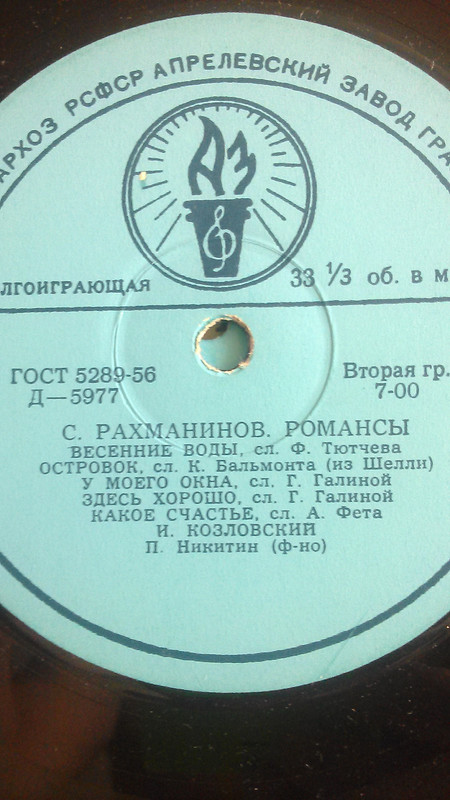 АРХОЗ РСФСР АПРЕЛЕВСКИЙ ЗАВОД ГРА
АЗ
ЛГОИГРАЮЩАЯ
33 1/3 об. в м
ГОСТ 5289-56
Д—5977
Вторая гр.
7-00
С. РАХМАНИНОВ. РОМАНСЫ
ВЕСЕННИЕ ВОДЫ, сл. Ф. Тютчева
ОСТРОВОК, сл. К. Бальмонта (из Шелли)
У МОЕГО ОКНА, сл. Г. Галиной
ЗДЕСЬ ХОРОШО, сл. Г. Галиной
КАКОЕ СЧАСТЬЕ, сл. А. Фета
И. КОЗЛОВСКИЙ
П. Никитин (ф-но)